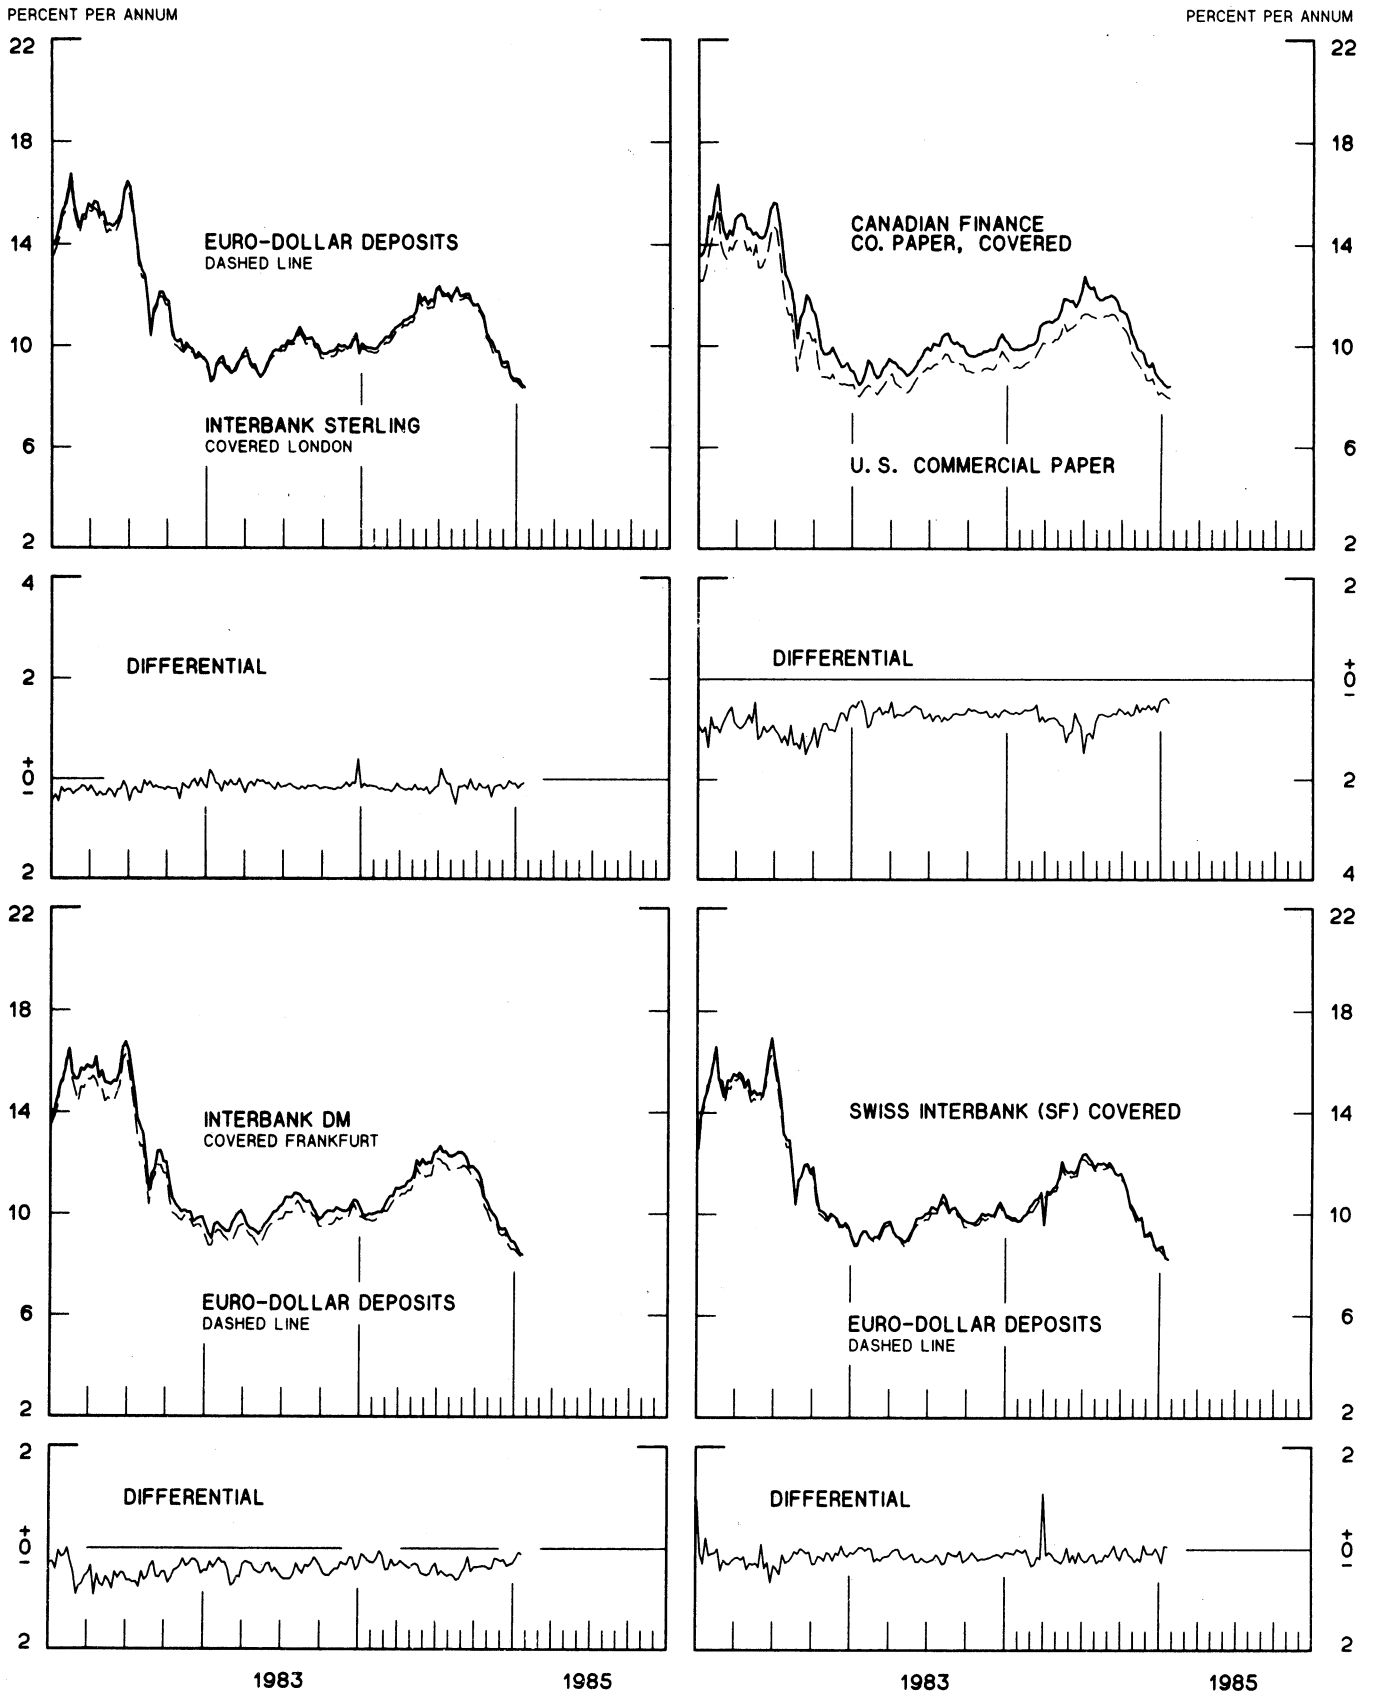 PERCENT PER ANNUM
PERCENT PER ANNUM
22
18
14
10
6
2
EURO-DOLLAR DEPOSITS
DASHED LINE
INTERBANK STERLING
COVERED LONDON
22
18
14
10
6
2
CANADIAN FINANCE
CO. PAPER, COVERED
U. S. COMMERCIAL PAPER
4
2
+
0
−
2
DIFFERENTIAL
2
+
0
−
2
4
DIFFERENTIAL
22
18
14
10
6
2
INTERBANK DM
COVERED FRANKFURT
EURO-DOLLAR DEPOSITS
DASHED LINE
22
18
14
10
6
2
SWISS INTERBANK (SF) COVERED
EURO-DOLLAR DEPOSITS
DASHED LINE
2
+
0
−
2
DIFFERENTIAL
2
+
0
−
2
DIFFERENTIAL
1983
1985
1983
1985